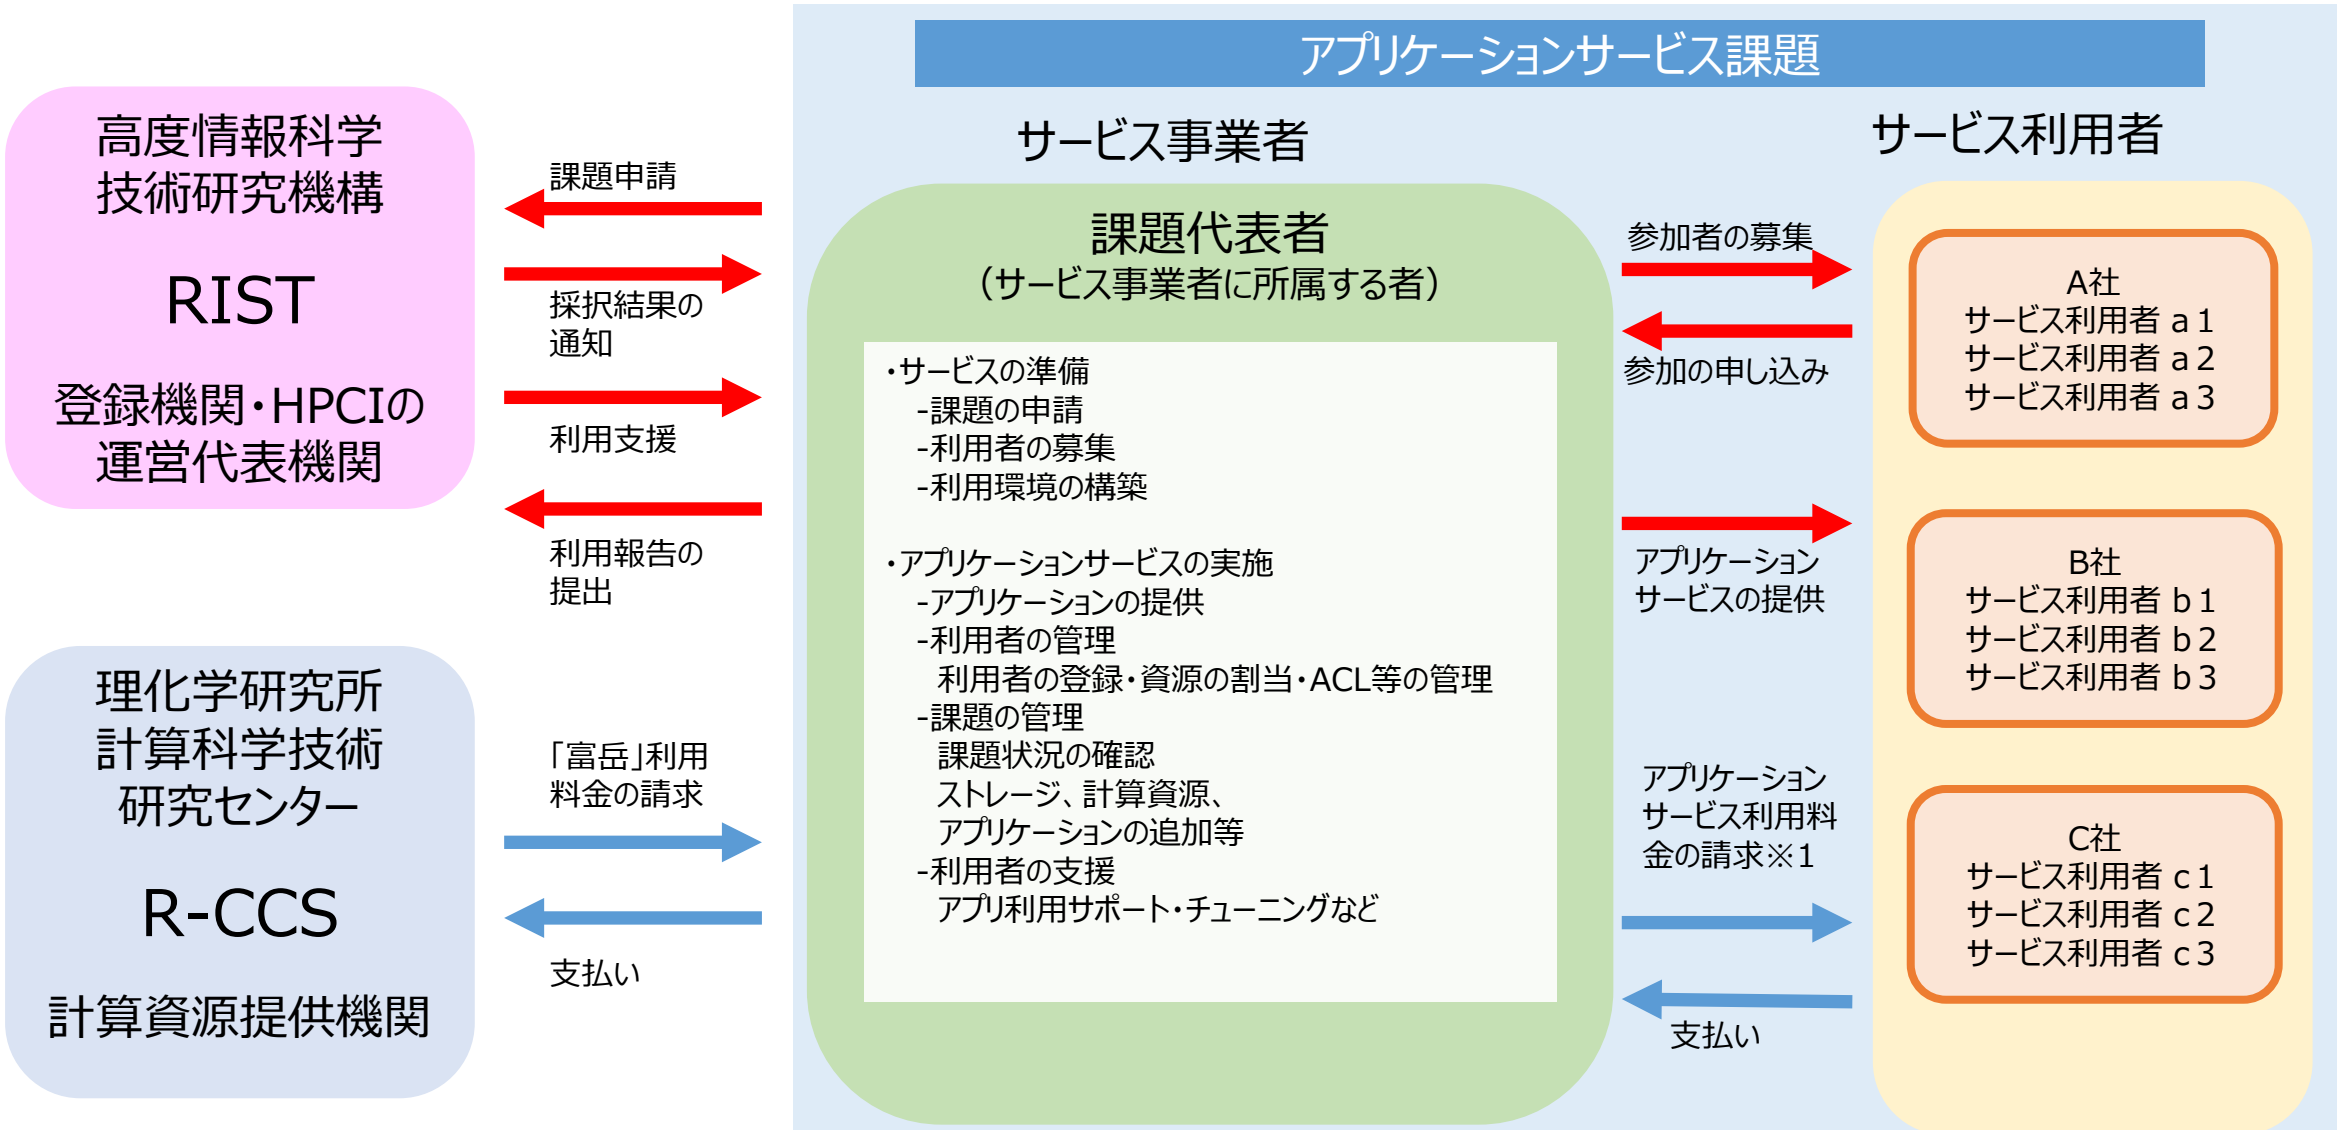 アプリケーションサービス課題
高度情報科学
技術研究機構
RIST
登録機関・HPCIの
運営代表機関
課題申請
採択結果の
通知
利用支援
利用報告の
提出
理化学研究所
計算科学技術
研究センター
R-CCS
計算資源提供機関
「富岳」利用
料金の請求
支払い
サービス事業者
課題代表者
（サービス事業者に所属する者）
・サービスの準備
-課題の申請
-利用者の募集
-利用環境の構築
・アプリケーションサービスの実施
-アプリケーションの提供
-利用者の管理
利用者の登録・資源の割当・ACL等の管理
-課題の管理
課題状況の確認
ストレージ、計算資源、
アプリケーションの追加等
-利用者の支援
アプリ利用サポート・チューニングなど
参加者の募集
参加の申し込み
アプリケーション
サービスの提供
アプリケーション
サービス利用料
金の請求※1
支払い
サービス利用者
A社
サービス利用者 a１
サービス利用者 a２
サービス利用者 a３
B社
サービス利用者 b１
サービス利用者 b２
サービス利用者 b３
C社
サービス利用者 c１
サービス利用者 c２
サービス利用者 c３